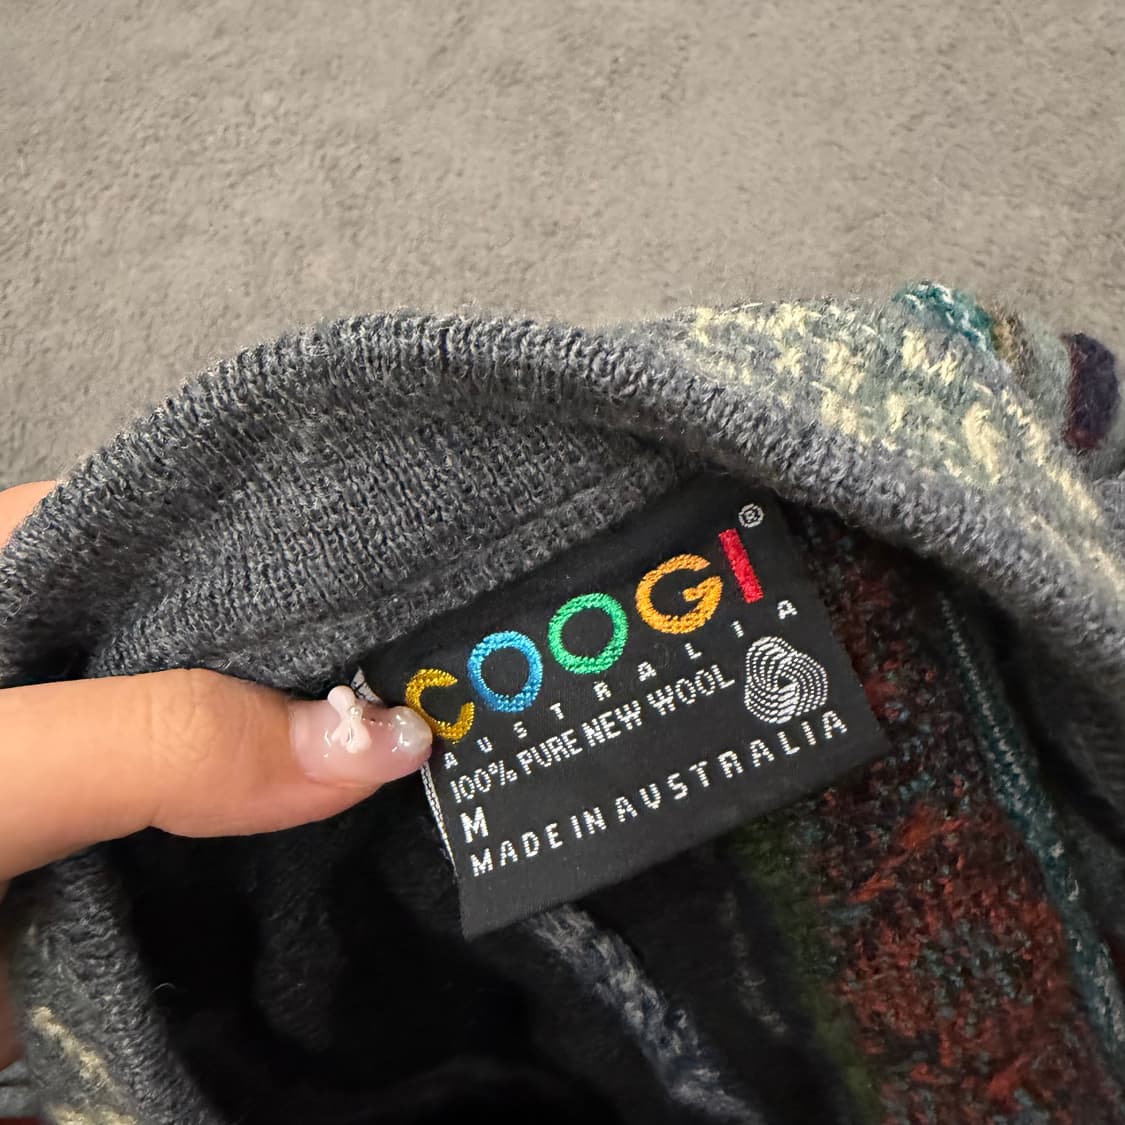 COOGI®
AUSTRALIA
100% PURE NEW WOOL
M
MADE IN AUSTRALIA